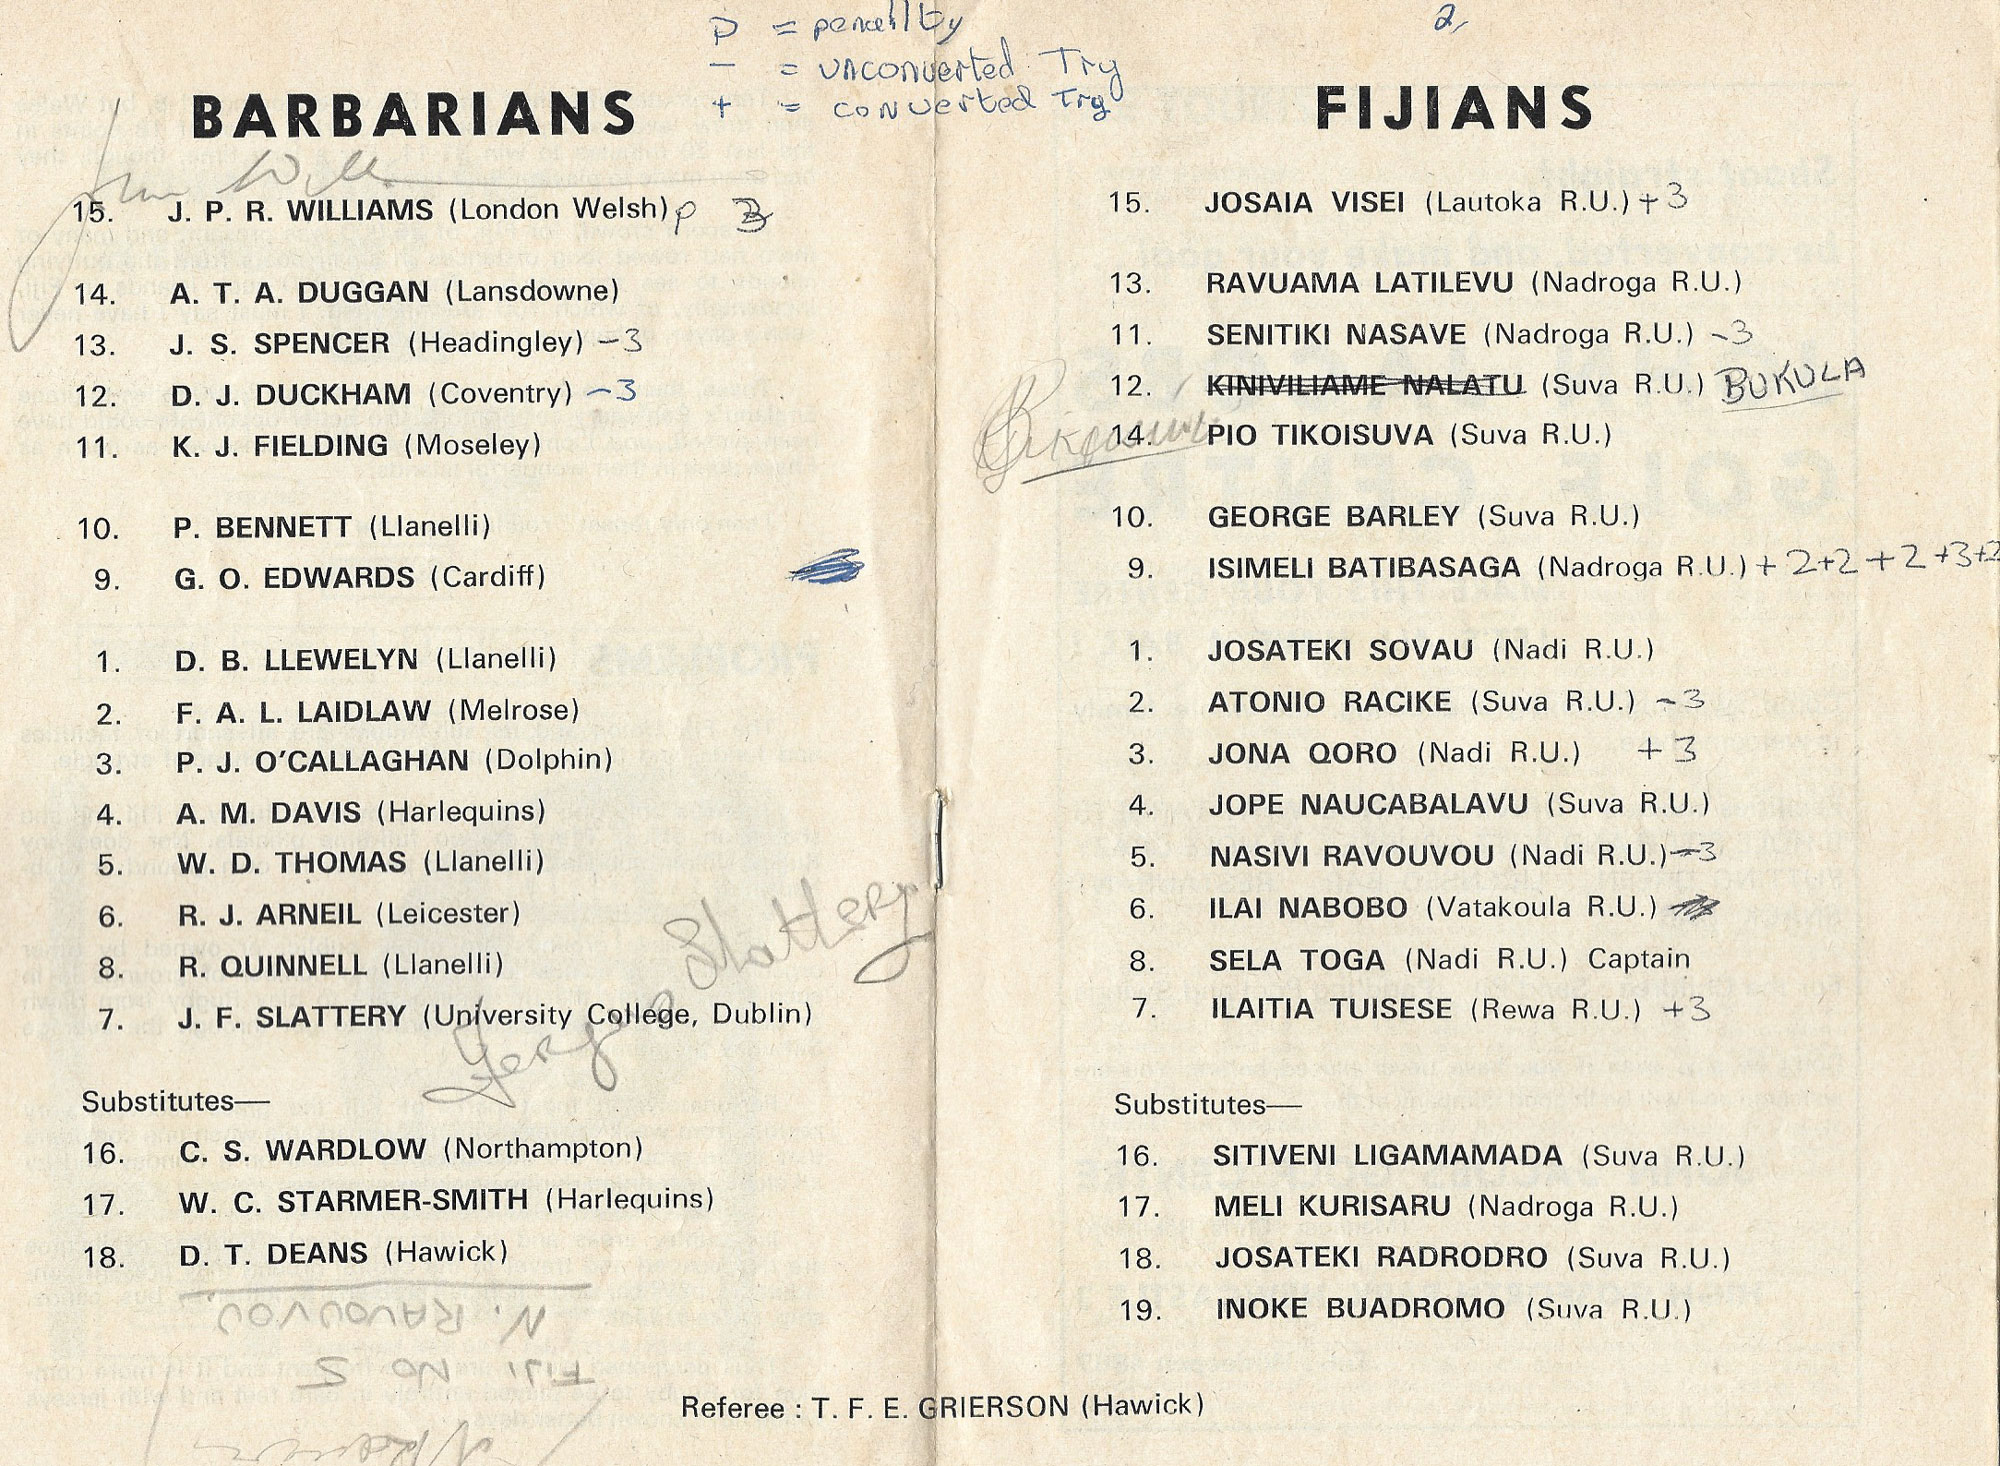 P = penallty
— = unconverted Try
+ = converted Try
BARBARIANS
15. J. P. R. WILLIAMS (London Welsh) p 3
14. A. T. A. DUGGAN (Lansdowne)
13. J. S. SPENCER (Headingley) – 3
12. D. J. DUCKHAM (Coventry) – 3
11. K. J. FIELDING (Moseley)
10. P. BENNETT (Llanelli)
9. G. O. EDWARDS (Cardiff)
1. D. B. LLEWELYN (Llanelli)
2. F. A. L. LAIDLAW (Melrose)
3. P. J. O'CALLAGHAN (Dolphin)
4. A. M. DAVIS (Harlequins)
5. W. D. THOMAS (Llanelli)
6. R. J. ARNEIL (Leicester)
8. R. QUINNELL (Llanelli)
7. J. F. SLATTERY (University College, Dublin)
Fergus Slattery
Substitutes—
16. C. S. WARDLOW (Northampton)
17. W. C. STARMER-SMITH (Harlequins)
18. D. T. DEANS (Hawick)
N. RAVOUVOU.
FIJI NO 5
2
FIJIANS
15. JOSAIA VISEI (Lautoka R.U.) + 3
13. RAVUAMA LATILEVU (Nadroga R.U.)
11. SENITIKI NASAVE (Nadroga R.U.) – 3
12. KINIVILIAME NALATU (Suva R.U.) BUKULA
14. PIO TIKOISUVA (Suva R.U.)
10. GEORGE BARLEY (Suva R.U.)
9. ISIMELI BATIBASAGA (Nadroga R.U.) + 2+2 + 2 +3+2
1. JOSATEKI SOVAU (Nadi R.U.)
2. ATONIO RACIKE (Suva R.U.) – 3
3. JONA QORO (Nadi R.U.) + 3
4. JOPE NAUCABALAVU (Suva R.U.)
5. NASIVI RAVOUVOU (Nadi R.U.) – 3
6. ILAI NABOBO (Vatakoula R.U.)
8. SELA TOGA (Nadi R.U.) Captain
7. ILAITIA TUISESE (Rewa R.U.) + 3
Substitutes—
16. SITIVENI LIGAMAMADA (Suva R.U.)
17. MELI KURISARU (Nadroga R.U.)
18. JOSATEKI RADRODRO (Suva R.U.)
19. INOKE BUADROMO (Suva R.U.)
Referee : T. F. E. GRIERSON (Hawick)